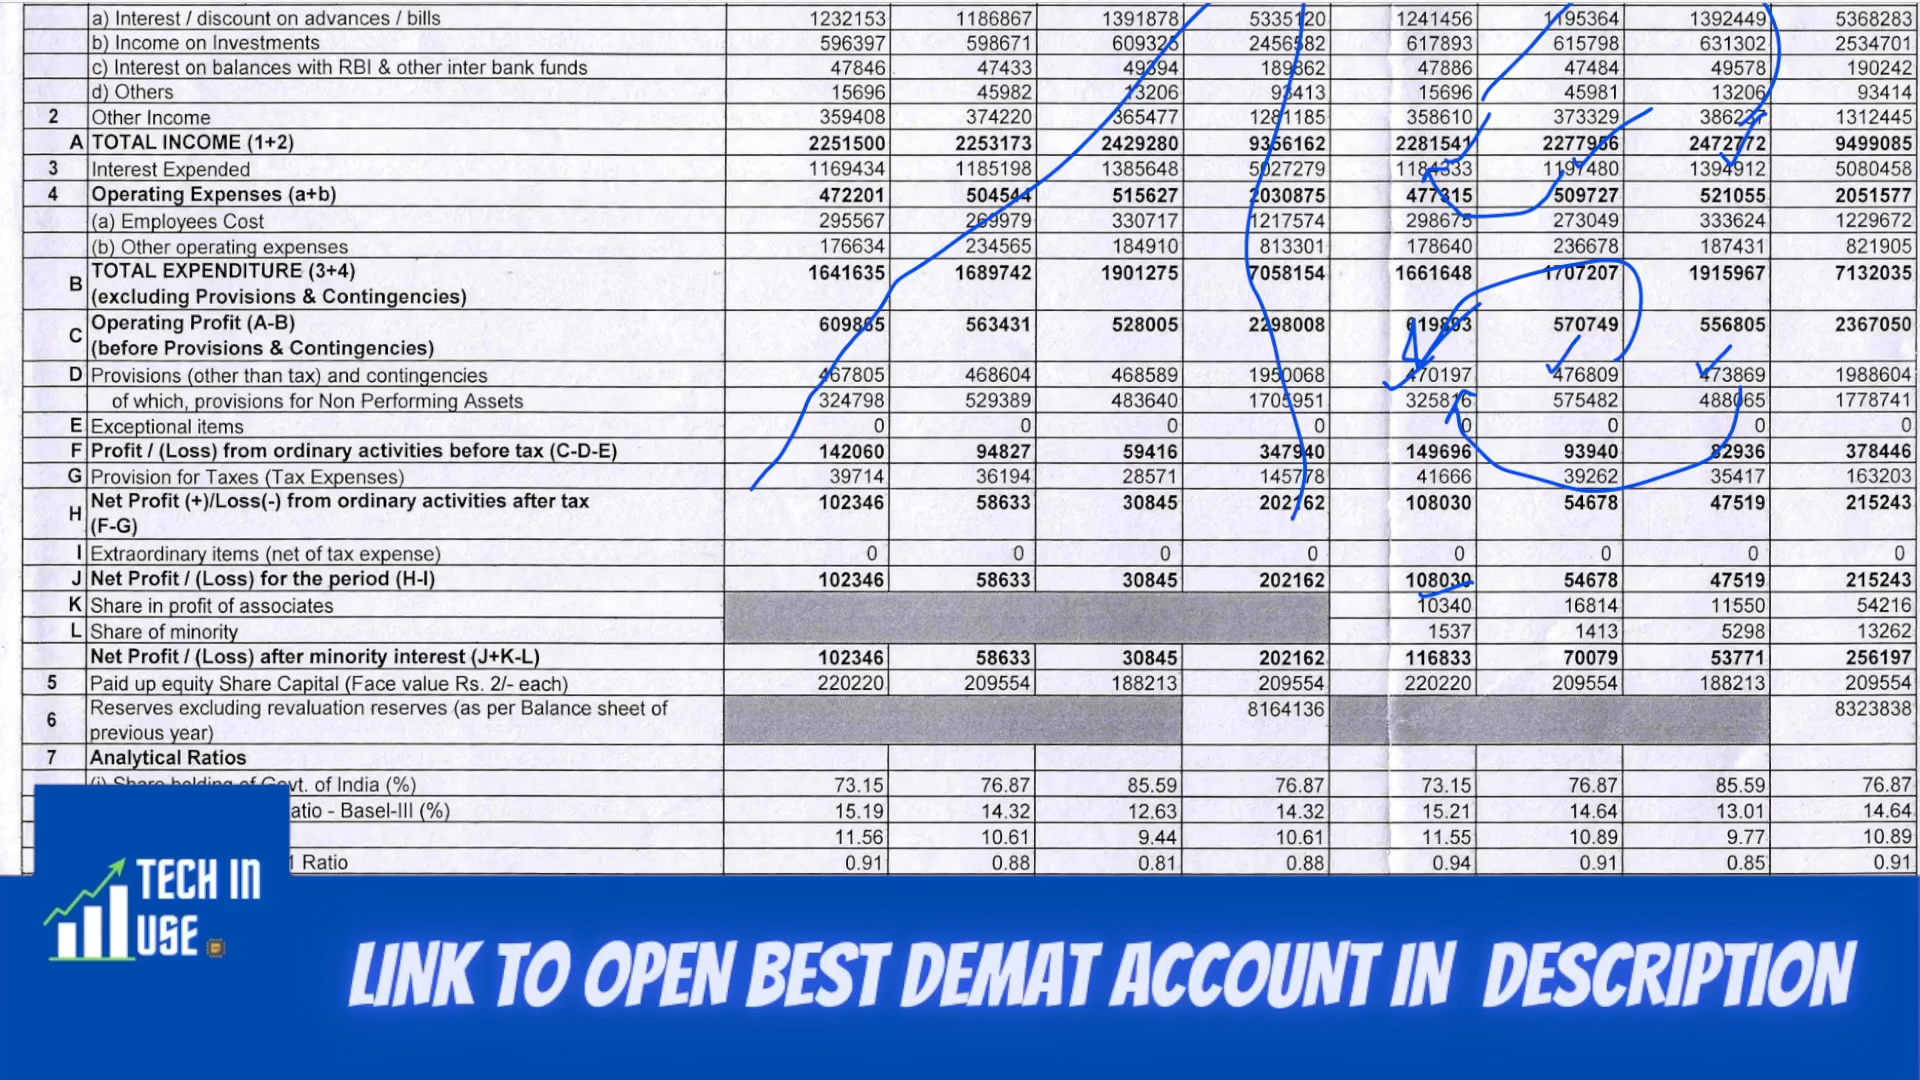 a) Interest / discount on advances / bills 1232153 1186867 1391878 5335120 1241456 1195364 1392449 5368283
b) Income on Investments 596397 598671 609325 2456582 617893 615798 631302 2534701
c) Interest on balances with RBI & other inter bank funds 47846 47433 49394 189862 47886 47484 49578 190242
d) Others 15696 45982 13206 93413 15696 45981 13206 93414
2 Other Income 359408 374220 365477 1281185 358610 373329 386237 1312445
A TOTAL INCOME (1+2) 2251500 2253173 2429280 9356162 2281541 2277956 2472772 9499085
3 Interest Expended 1169434 1185198 1385648 5027279 1184333 1197480 1394912 5080458
4 Operating Expenses (a+b) 472201 504544 515627 2030875 477315 509727 521055 2051577
(a) Employees Cost 295567 269979 330717 1217574 298675 273049 333624 1229672
(b) Other operating expenses 176634 234565 184910 813301 178640 236678 187431 821905
B TOTAL EXPENDITURE (3+4) 1641635 1689742 1901275 7058154 1661648 1707207 1915967 7132035
(excluding Provisions & Contingencies)
C Operating Profit (A-B) 609865 563431 528005 2298008 619893 570749 556805 2367050
(before Provisions & Contingencies)
D Provisions (other than tax) and contingencies 467805 468604 468589 1950068 470197 476809 473869 1988604
of which, provisions for Non Performing Assets 324798 529389 483640 1705951 325816 575482 488065 1778741
E Exceptional items 0 0 0 0 0 0 0 0
F Profit / (Loss) from ordinary activities before tax (C-D-E) 142060 94827 59416 347940 149696 93940 82936 378446
G Provision for Taxes (Tax Expenses) 39714 36194 28571 145778 41666 39262 35417 163203
H Net Profit (+)/Loss(-) from ordinary activities after tax 102346 58633 30845 202162 108030 54678 47519 215243
(F-G)
I Extraordinary items (net of tax expense) 0 0 0 0 0 0 0 0
J Net Profit / (Loss) for the period (H-I) 102346 58633 30845 202162 108030 54678 47519 215243
K Share in profit of associates 10340 16814 11550 54216
L Share of minority 1537 1413 5298 13262
Net Profit / (Loss) after minority interest (J+K-L) 102346 58633 30845 202162 116833 70079 53771 256197
5 Paid up equity Share Capital (Face value Rs. 2/- each) 220220 209554 188213 209554 220220 209554 188213 209554
6 Reserves excluding revaluation reserves (as per Balance sheet of 8164136 8323838
previous year)
7 Analytical Ratios
(i) Share holding of Govt. of India (%) 73.15 76.87 85.59 76.87 73.15 76.87 85.59 76.87
atio - Basel-III (%) 15.19 14.32 12.63 14.32 15.21 14.64 13.01 14.64
11.56 10.61 9.44 10.61 11.55 10.89 9.77 10.89
1 Ratio 0.91 0.88 0.81 0.88 0.94 0.91 0.85 0.91
TECH IN
USE
LINK TO OPEN BEST DEMAT ACCOUNT IN DESCRIPTION